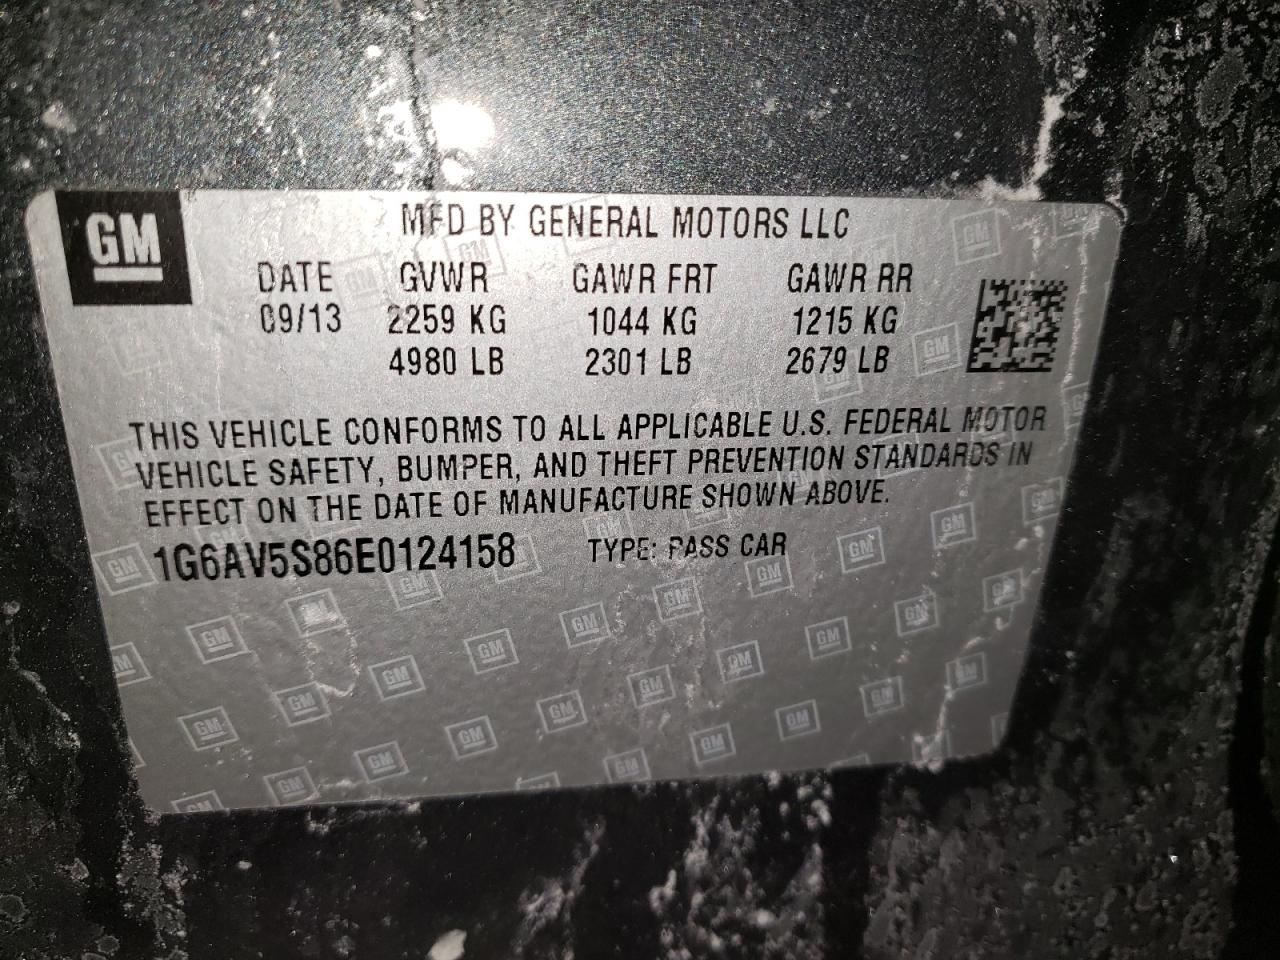 GM
MFD BY GENERAL MOTORS LLC
DATE GVWR GAWR FRT GAWR RR
09/13 2259 KG 1044 KG 1215 KG
4980 LB 2301 LB 2679 LB
THIS VEHICLE CONFORMS TO ALL APPLICABLE U.S. FEDERAL MOTOR
VEHICLE SAFETY, BUMPER, AND THEFT PREVENTION STANDARDS IN
EFFECT ON THE DATE OF MANUFACTURE SHOWN ABOVE.
1G6AV5S86E0124158 TYPE: PASS CAR